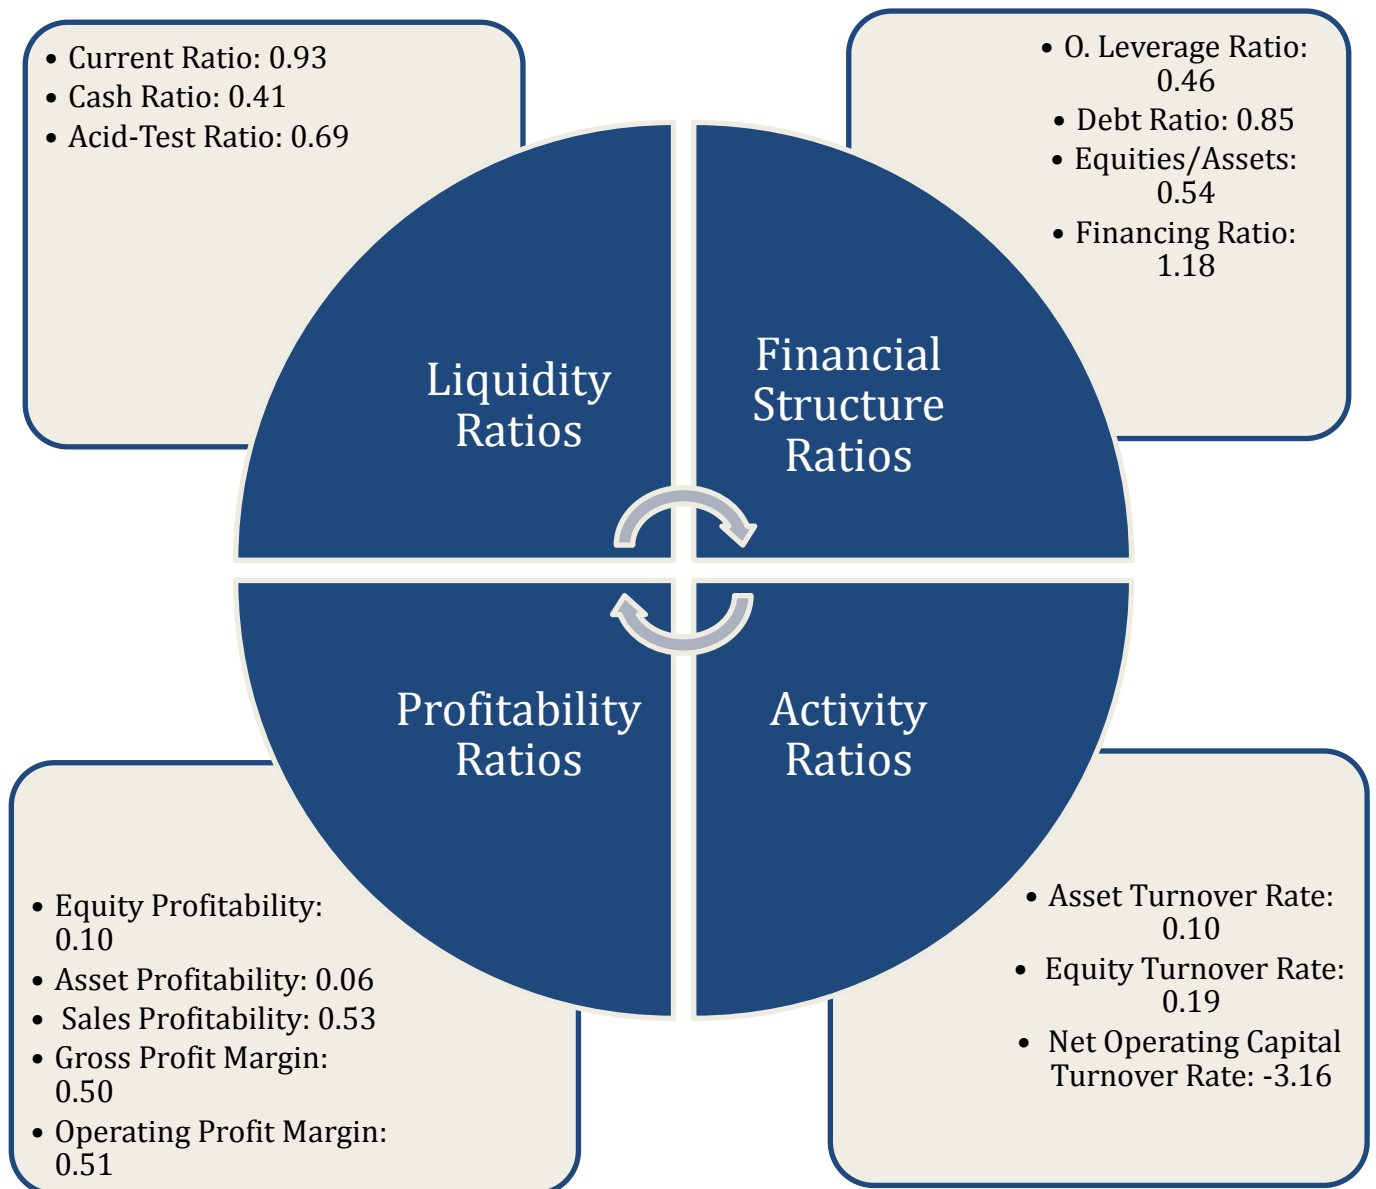 • Current Ratio: 0.93
• Cash Ratio: 0.41
• Acid-Test Ratio: 0.69
• O. Leverage Ratio:
0.46
• Debt Ratio: 0.85
• Equities/Assets:
0.54
• Financing Ratio:
1.18
Liquidity
Ratios
Financial
Structure
Ratios
Profitability
Ratios
Activity
Ratios
• Equity Profitability:
0.10
• Asset Profitability: 0.06
• Sales Profitability: 0.53
• Gross Profit Margin:
0.50
• Operating Profit Margin:
0.51
• Asset Turnover Rate:
0.10
• Equity Turnover Rate:
0.19
• Net Operating Capital
Turnover Rate: -3.16